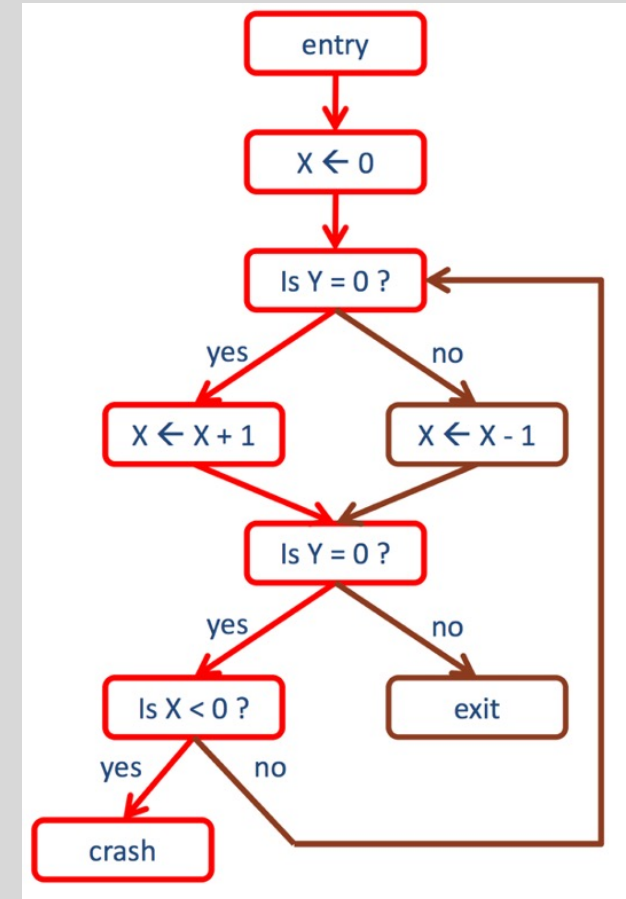 entry
X ← 0
Is Y = 0 ?
yes
no
X ← X + 1
X ← X - 1
Is Y = 0 ?
yes
no
Is X < 0 ?
exit
yes
no
crash